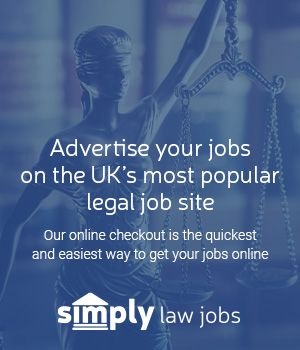 Advertise your jobs
on the UK's most popular
legal job site
Our online checkout is the quickest
and easiest way to get your jobs online
simply law jobs